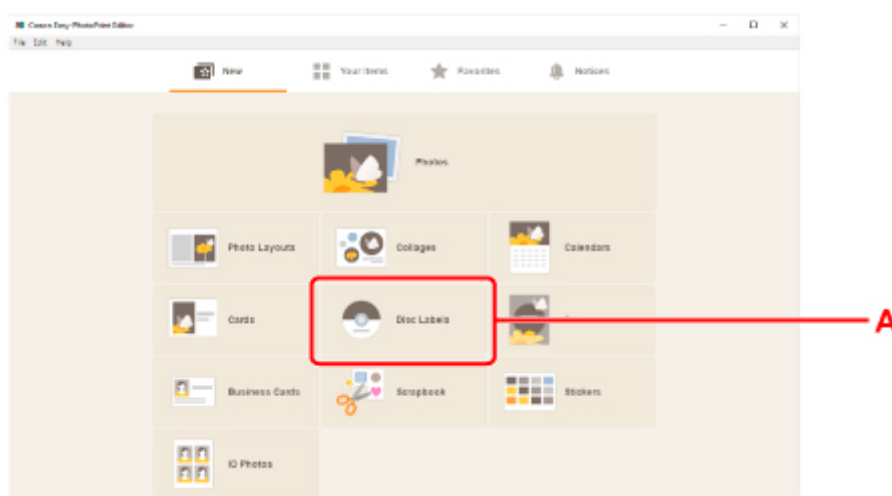 Canon Easy-PhotoPrint Editor
File Edit Help
New Your Items Favorites Notices
Photos
Photo Layouts Collages Calendars
Cards Disc Labels
A
Business Cards Scrapbook Stickers
ID Photos